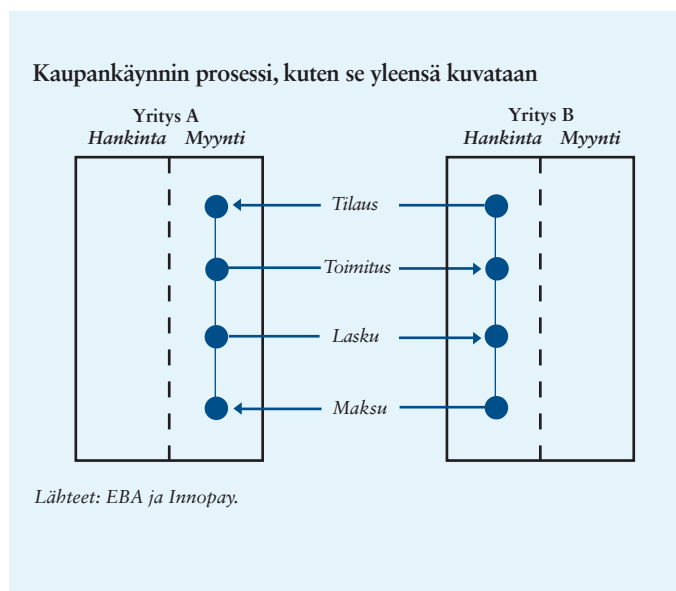 Kaupankäynnin prosessi, kuten se yleensä kuvataan
Yritys A
Hankinta Myynti
Yritys B
Hankinta Myynti
Tilaus
Toimitus
Lasku
Maksu
Lähteet: EBA ja Innopay.